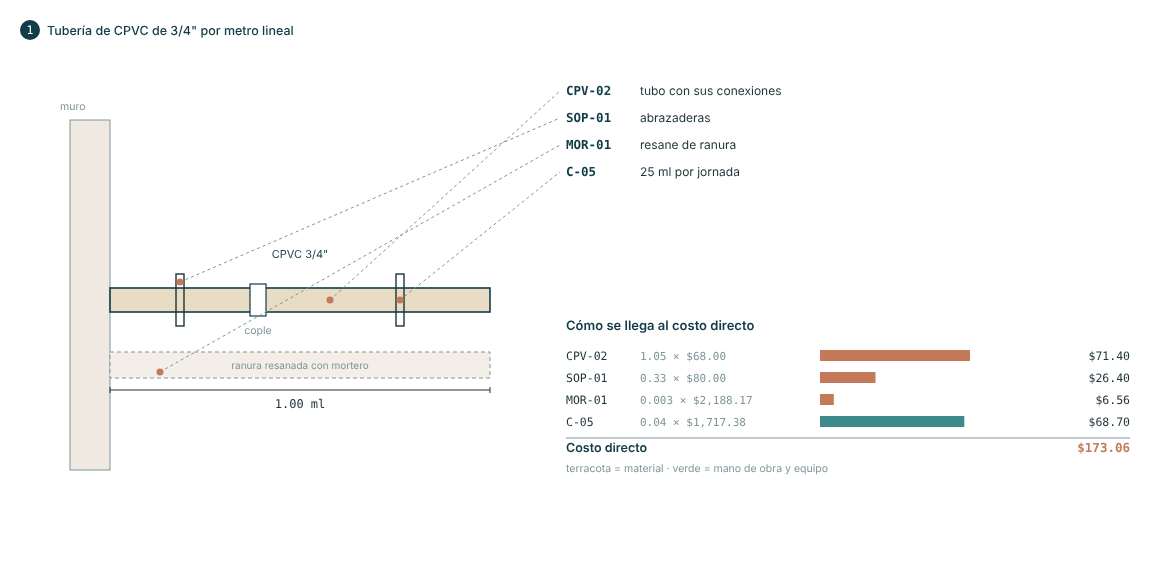 1 Tubería de CPVC de 3/4" por metro lineal
muro
CPV-02 tubo con sus conexiones
SOP-01 abrazaderas
MOR-01 resane de ranura
C-05 25 ml por jornada
CPVC 3/4"
cople
ranura resanada con mortero
1.00 ml
Cómo se llega al costo directo
CPV-02 1.05 × $68.00 $71.40
SOP-01 0.33 × $80.00 $26.40
MOR-01 0.003 × $2,188.17 $6.56
C-05 0.04 × $1,717.38 $68.70
Costo directo $173.06
terracota = material · verde = mano de obra y equipo